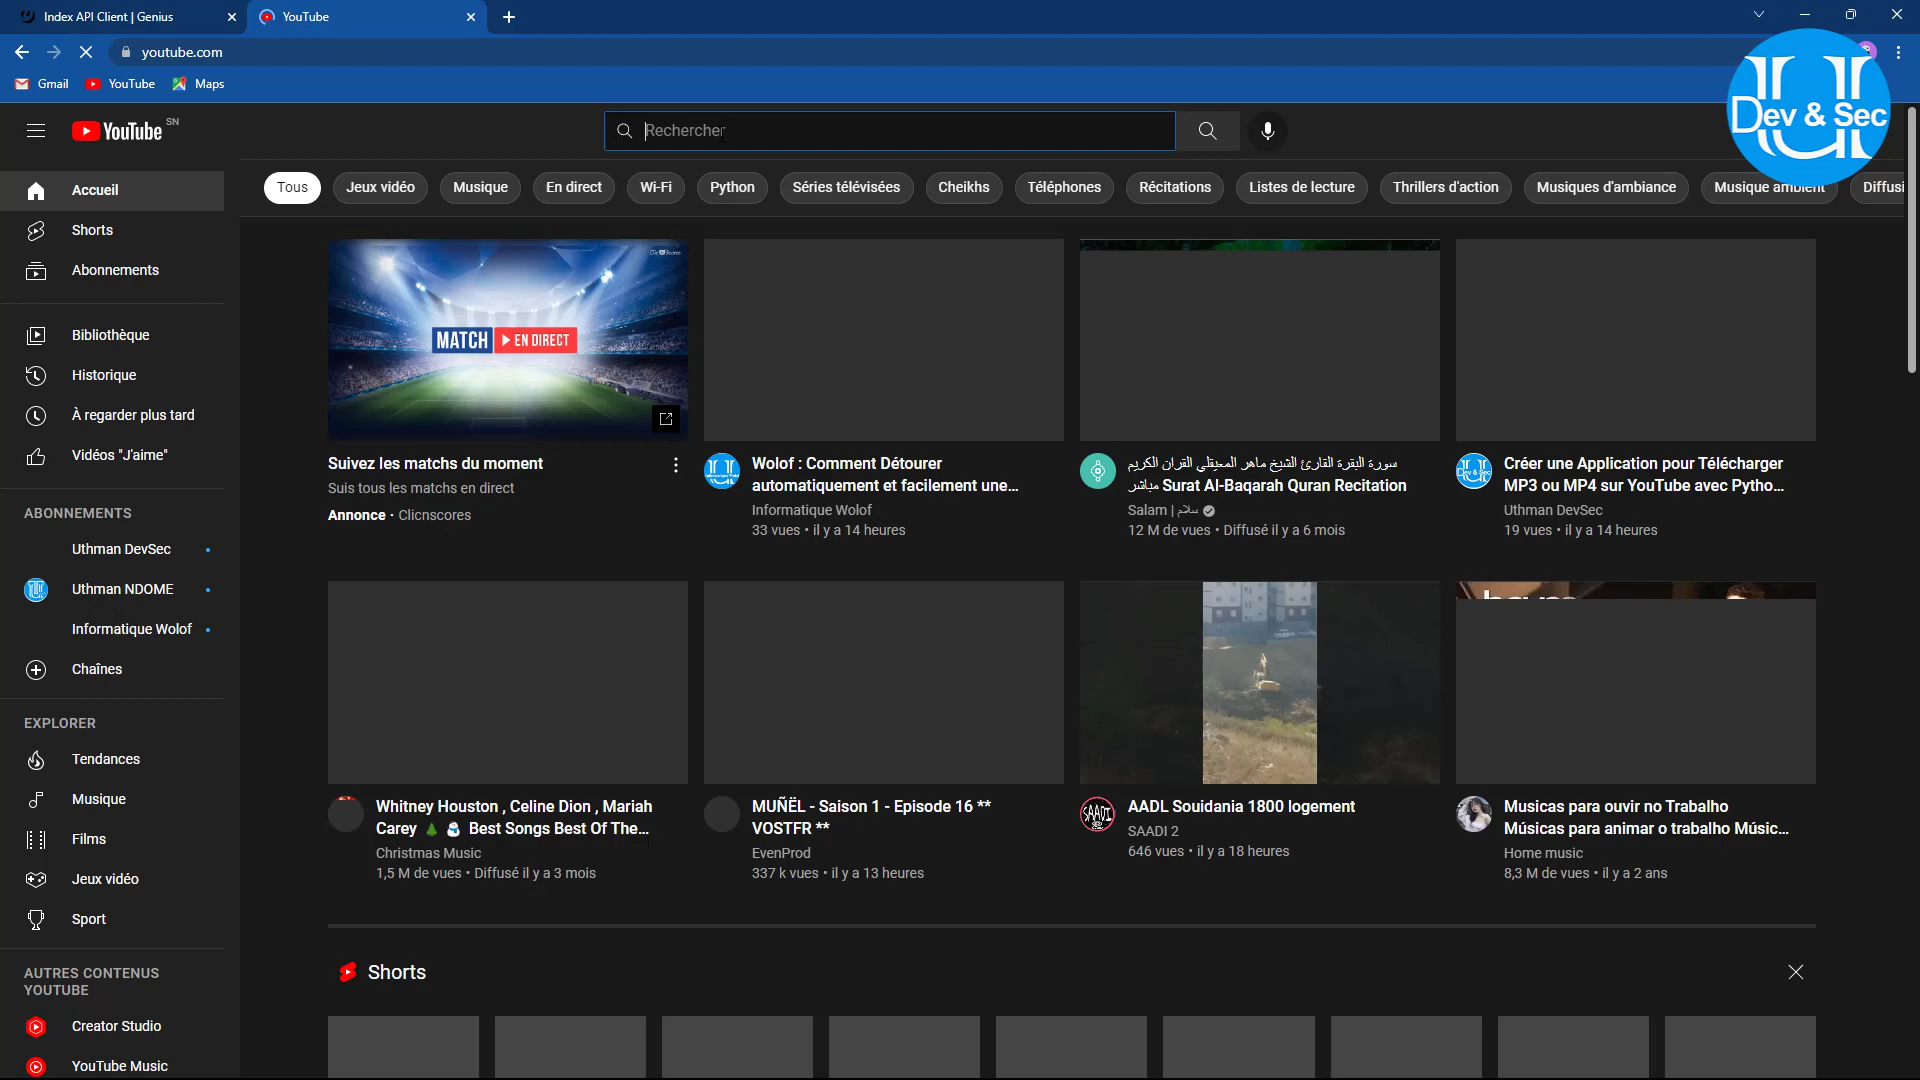 Index API Client | Genius
YouTube
youtube.com
Gmail
YouTube
Maps
YouTube SN
Rechercher
Dev & Sec
Tous
Jeux vidéo
Musique
En direct
Wi-Fi
Python
Séries télévisées
Cheikhs
Téléphones
Récitations
Listes de lecture
Thrillers d'action
Musiques d'ambiance
Musique ambient
Diffusi
Accueil
Shorts
Abonnements
Bibliothèque
Historique
À regarder plus tard
Vidéos "J'aime"
ABONNEMENTS
Uthman DevSec
Uthman NDOME
Informatique Wolof
Chaînes
EXPLORER
Tendances
Musique
Films
Jeux vidéo
Sport
AUTRES CONTENUS
YOUTUBE
Creator Studio
YouTube Music
MATCH EN DIRECT
Suivez les matchs du moment
Suis tous les matchs en direct
Annonce · Clicnscores
Wolof : Comment Détourer
automatiquement et facilement une...
Informatique Wolof
33 vues • il y a 14 heures
سورة البقرة القارئ الشيخ ماهر المعيقلي القران الكريم
مباشر Surat Al-Baqarah Quran Recitation
Salam | سلام
12 M de vues • Diffusé il y a 6 mois
Dev & Sec
Créer une Application pour Télécharger
MP3 ou MP4 sur YouTube avec Pytho...
Uthman DevSec
19 vues • il y a 14 heures
Whitney Houston , Celine Dion , Mariah
Carey 🎄 ⛄ Best Songs Best Of The...
Christmas Music
1,5 M de vues • Diffusé il y a 3 mois
MUÑËL - Saison 1 - Episode 16 **
VOSTFR **
EvenProd
337 k vues • il y a 13 heures
SAADI
AADL Souidania 1800 logement
SAADI 2
646 vues • il y a 18 heures
Musicas para ouvir no Trabalho
Músicas para animar o trabalho Músic...
Home music
8,3 M de vues • il y a 2 ans
Shorts